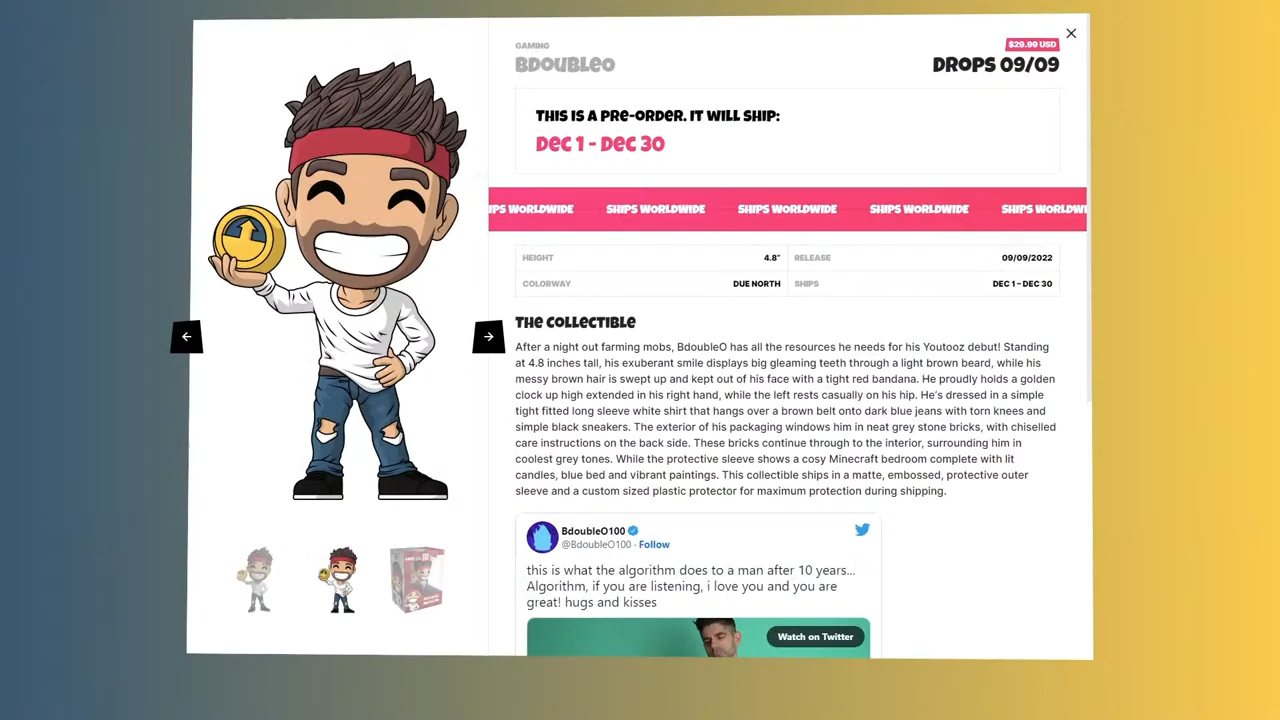 GAMING
BDOUBLEO
$29.99 USD
DROPS 09/09
THIS IS A PRE-ORDER. IT WILL SHIP:
DEC 1 - DEC 30
IPS WORLDWIDE SHIPS WORLDWIDE SHIPS WORLDWIDE SHIPS WORLDWIDE SHIPS WORLDWI
HEIGHT 4.8" RELEASE 09/09/2022
COLORWAY DUE NORTH SHIPS DEC 1 – DEC 30
THE COLLECTIBLE
After a night out farming mobs, BdoubleO has all the resources he needs for his Youtooz debut! Standing
at 4.8 inches tall, his exuberant smile displays big gleaming teeth through a light brown beard, while his
messy brown hair is swept up and kept out of his face with a tight red bandana. He proudly holds a golden
clock up high extended in his right hand, while the left rests casually on his hip. He's dressed in a simple
tight fitted long sleeve white shirt that hangs over a brown belt onto dark blue jeans with torn knees and
simple black sneakers. The exterior of his packaging windows him in neat grey stone bricks, with chiselled
care instructions on the back side. These bricks continue through to the interior, surrounding him in
coolest grey tones. While the protective sleeve shows a cosy Minecraft bedroom complete with lit
candles, blue bed and vibrant paintings. This collectible ships in a matte, embossed, protective outer
sleeve and a custom sized plastic protector for maximum protection during shipping.
BdoubleO100
@BdoubleO100 · Follow
this is what the algorithm does to a man after 10 years...
Algorithm, if you are listening, i love you and you are
great! hugs and kisses
Watch on Twitter